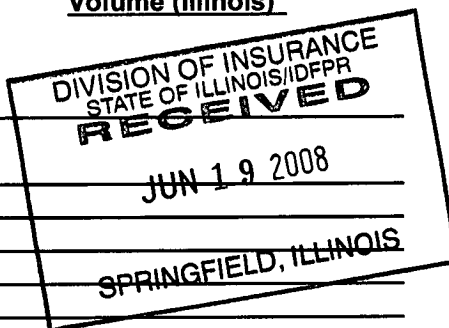 Volume (Illinois)
DIVISION OF INSURANCE
STATE OF ILLINOIS/IDFPR
RECEIVED
JUN 19 2008
SPRINGFIELD, ILLINOIS